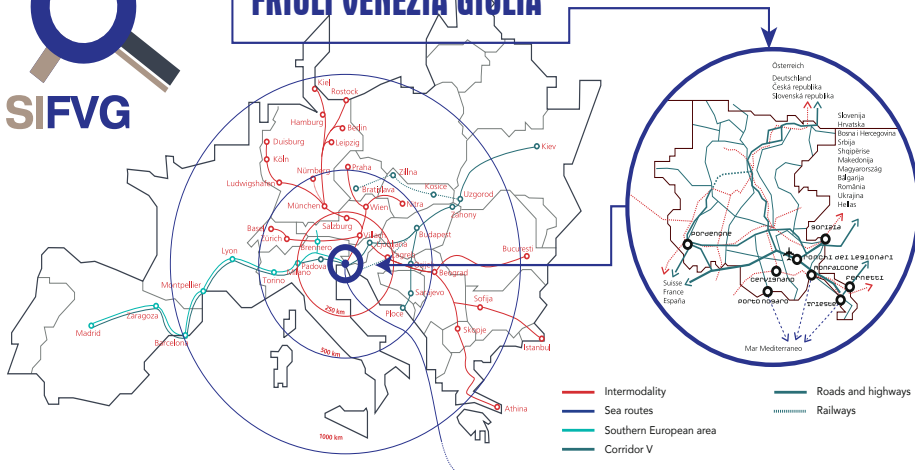 FRIULI VENEZIA GIULIA
SIFVG
Kiel
Rostock
Hamburg
Berlin
Duisburg
Leipzig
Köln
Praha
Nürnberg
Zilina
Ludwigshafen
Bratislava
Kosice
Uzgorod
Kiev
München
Wien
Nitra
Zahony
Salzburg
Basel
Zürich
Villach
Budapest
Brennero
Ljubljana
Lyon
Zagreb
Bucuresti
Milano
Padova
Torino
Beograd
Montpellier
Sarajevo
Zaragoza
Ploce
Sofija
Madrid
Skopje
Barcelona
Istanbul
Athina
250 km
500 km
1000 km
Österreich
Deutschland
Česká republika
Slovenská republika
Slovenija
Hrvatska
Bosna i Hercegovina
Srbija
Shqipërise
Makedonija
Magyarország
Bălgarija
România
Ukrajina
Hellas
pordenone
gorizia
ronchi dei legionari
monfalcone
cervignano
fernetti
porto nogaro
trieste
Suisse
France
España
Mar Mediterraneo
Intermodality
Sea routes
Southern European area
Corridor V
Roads and highways
Railways